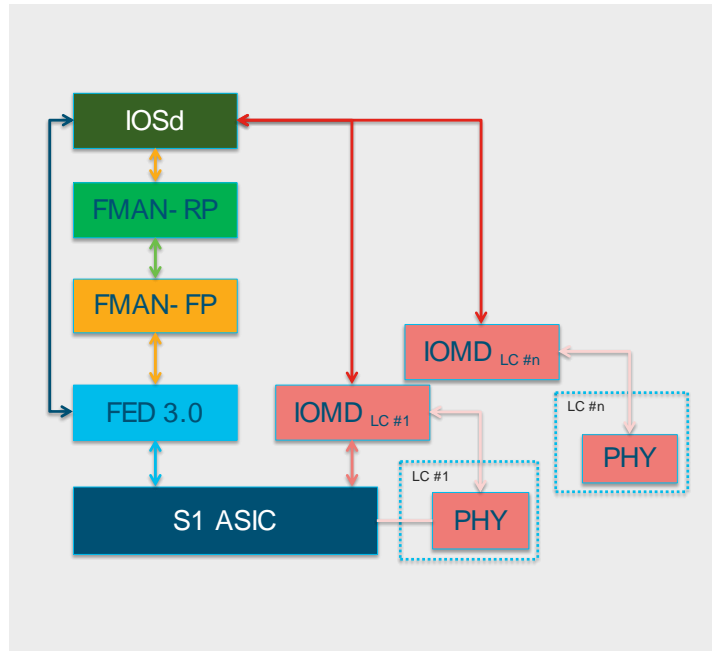 IOSd
FMAN- RP
FMAN- FP
IOMD LC #n
FED 3.0
IOMD LC #1
LC #n
PHY
LC #1
S1 ASIC
PHY